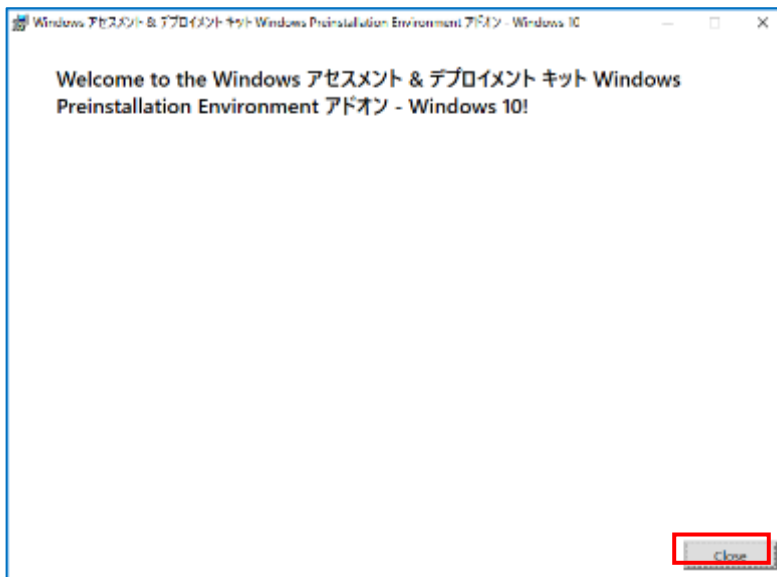 Windows アセスメント & デプロイメント キット Windows Preinstallation Environment アドオン - Windows 10
Welcome to the Windows アセスメント & デプロイメント キット Windows
Preinstallation Environment アドオン - Windows 10!
Close